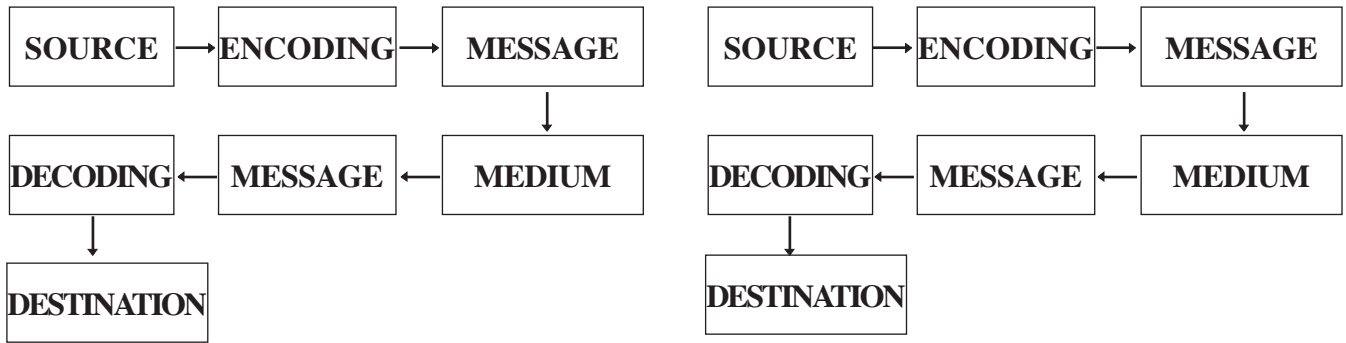 SOURCE ENCODING MESSAGE
DECODING MESSAGE MEDIUM
DESTINATION
SOURCE ENCODING MESSAGE
DECODING MESSAGE MEDIUM
DESTINATION